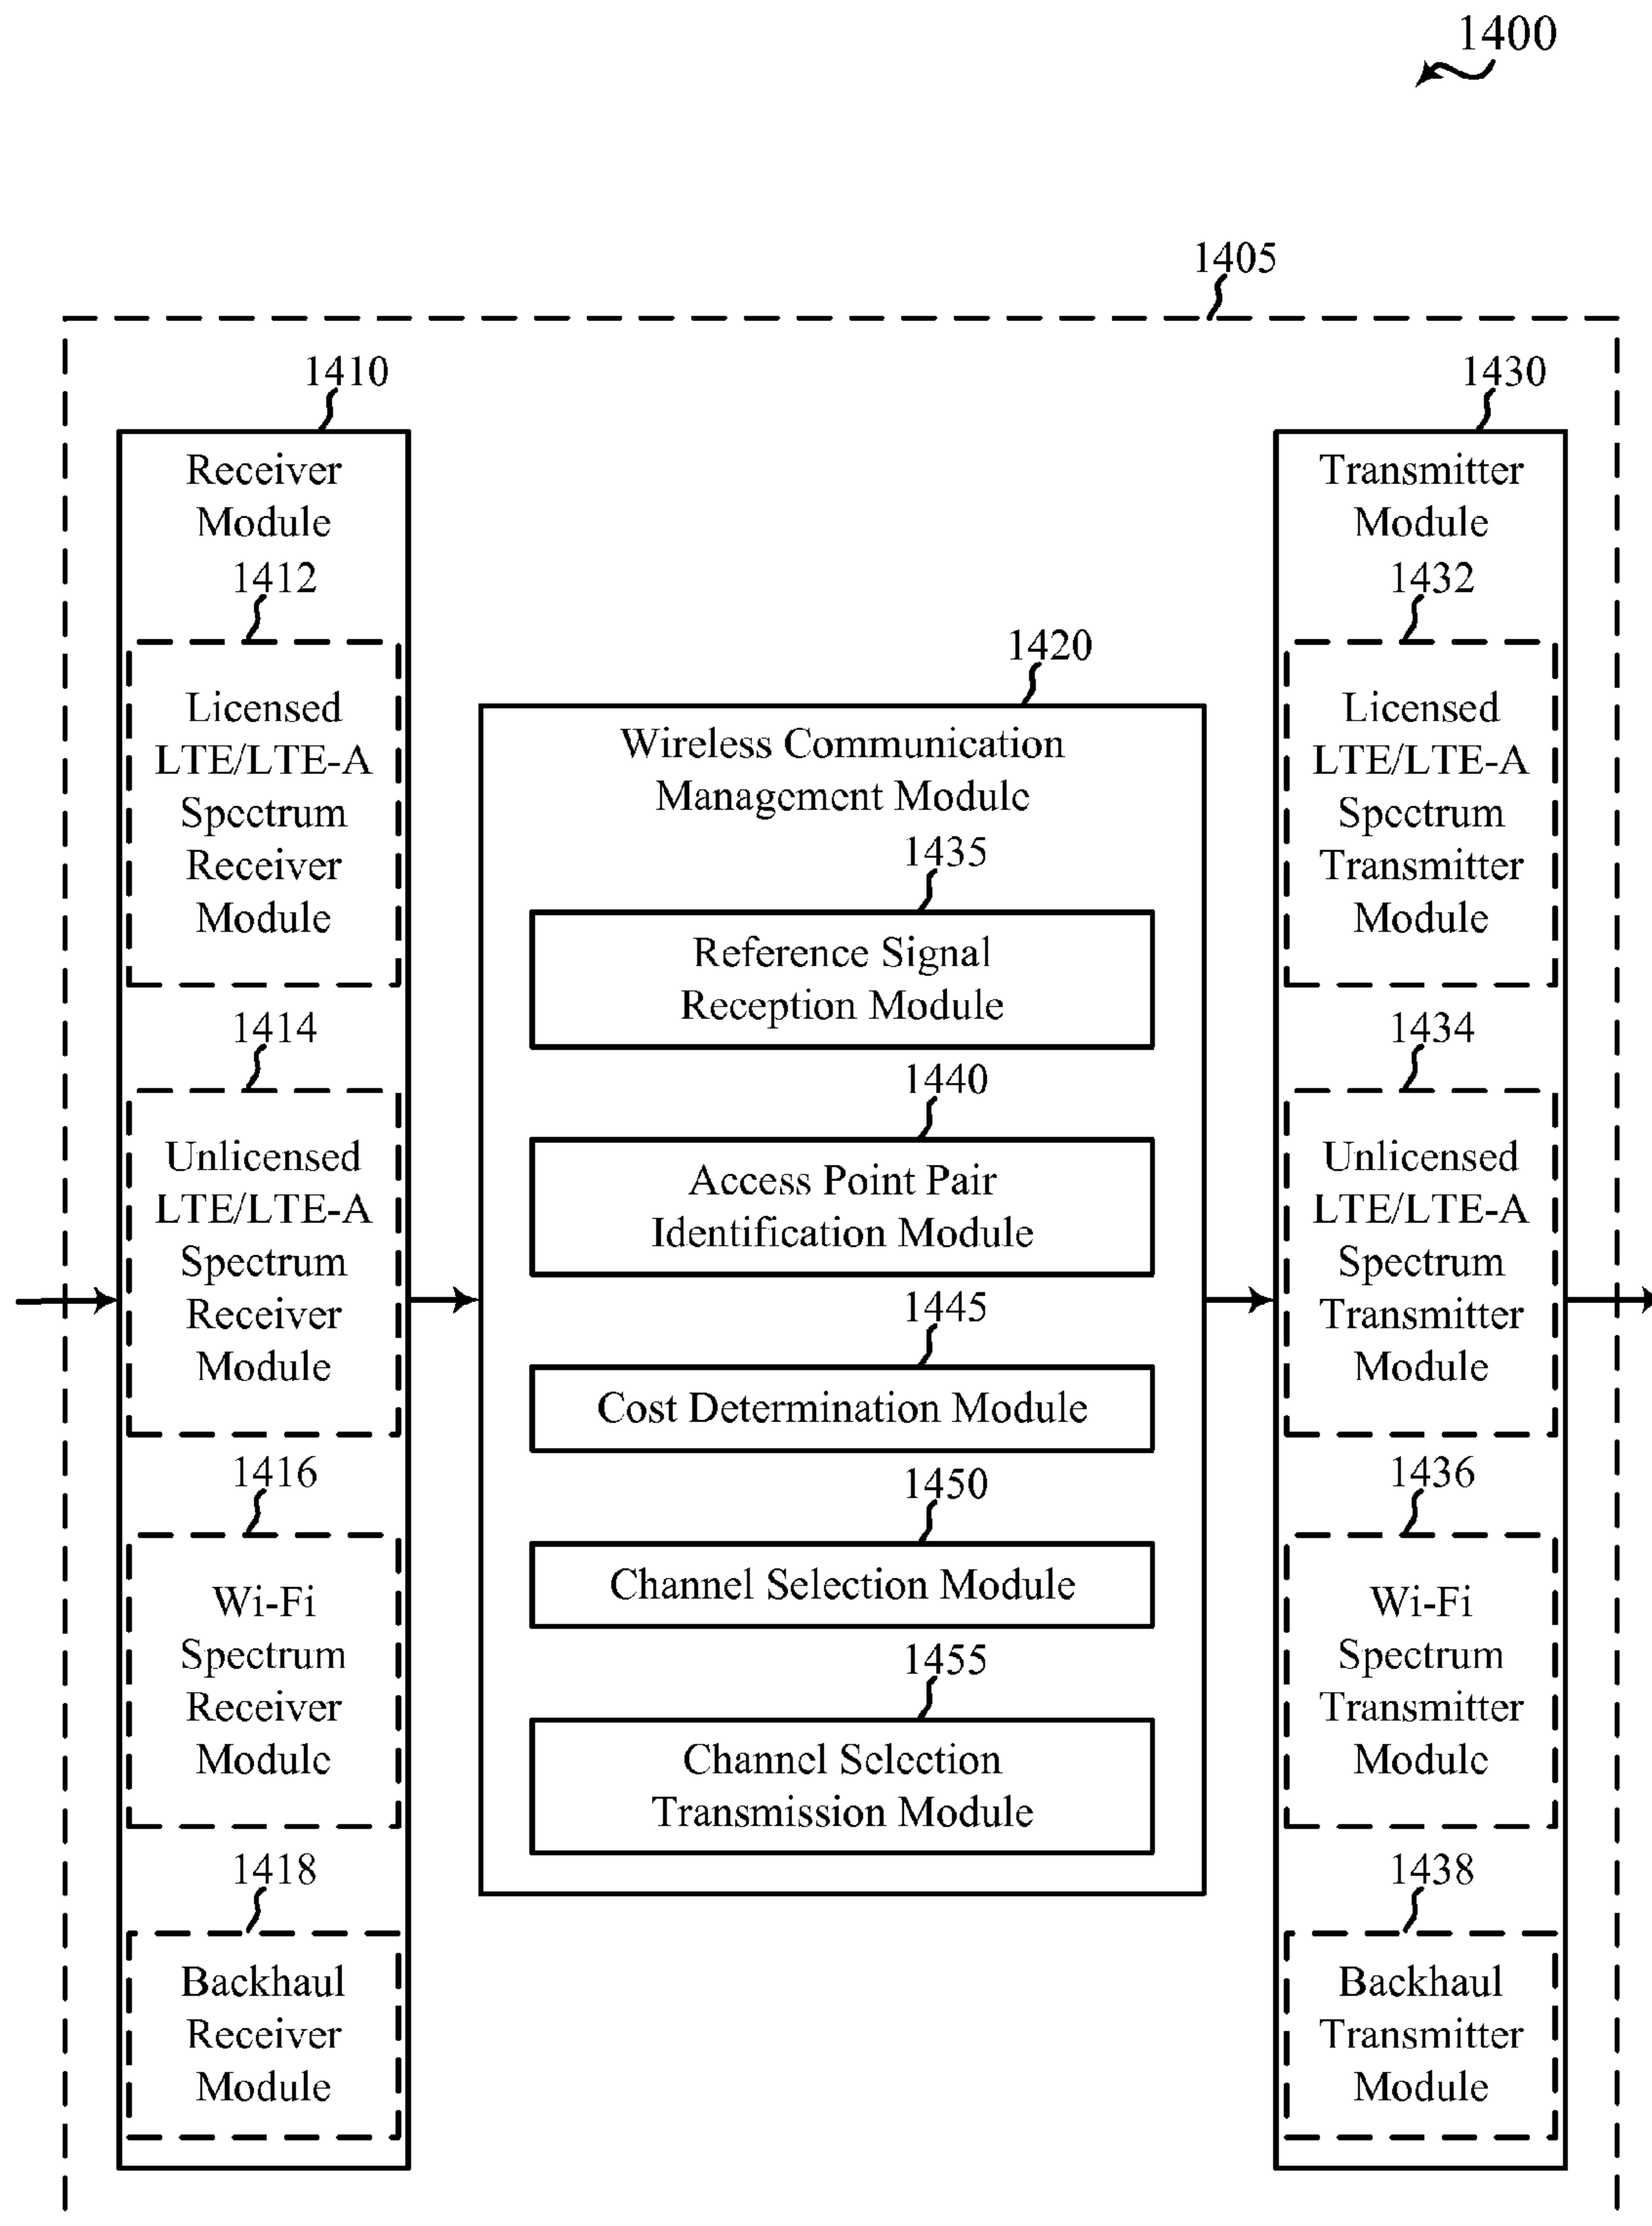 1400
1405
1410
Receiver
Module
1412
Licensed
LTE/LTE-A
Spectrum
Receiver
Module
1414
Unlicensed
LTE/LTE-A
Spectrum
Receiver
Module
1416
Wi-Fi
Spectrum
Receiver
Module
1418
Backhaul
Receiver
Module
1420
Wireless Communication
Management Module
1435
Reference Signal
Reception Module
1440
Access Point Pair
Identification Module
1445
Cost Determination Module
1450
Channel Selection Module
1455
Channel Selection
Transmission Module
1430
Transmitter
Module
1432
Licensed
LTE/LTE-A
Spectrum
Transmitter
Module
1434
Unlicensed
LTE/LTE-A
Spectrum
Transmitter
Module
1436
Wi-Fi
Spectrum
Transmitter
Module
1438
Backhaul
Transmitter
Module